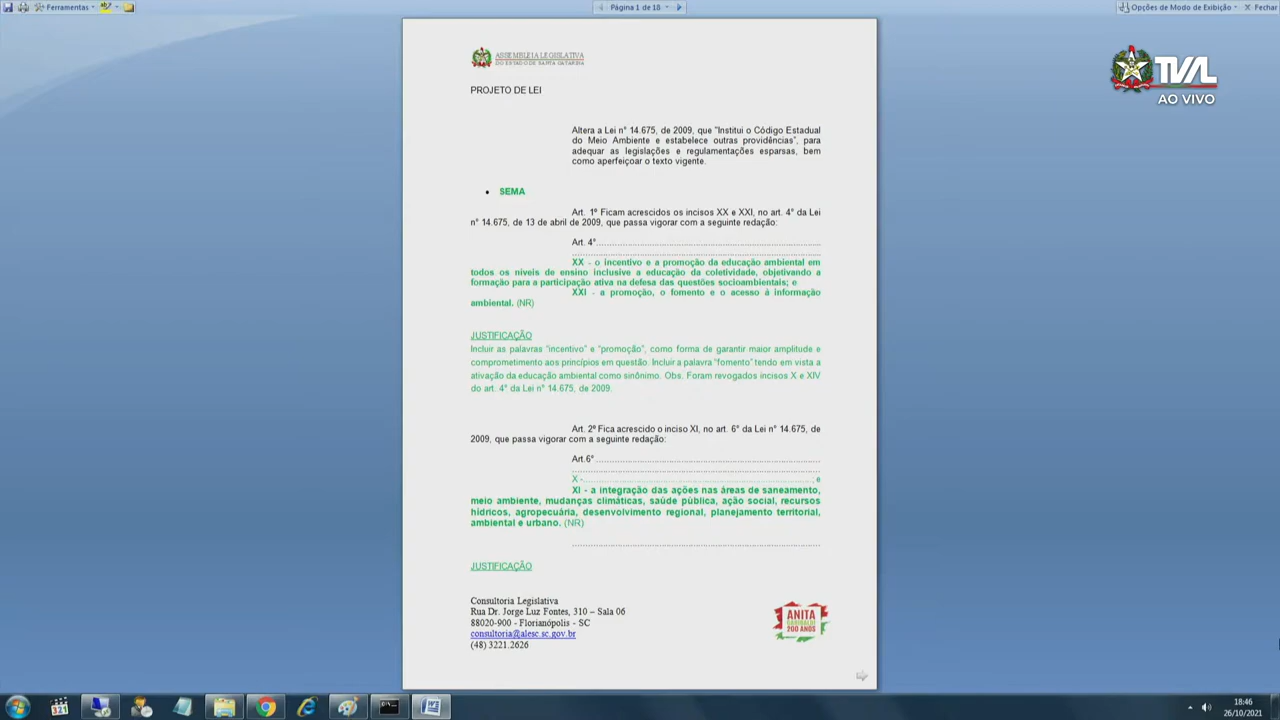 Ferramentas
Página 1 de 18
Opções de Modo de Exibição
Fechar
ASSEMBLEIA LEGISLATIVA
DO ESTADO DE SANTA CATARINA
TVAL
AO VIVO
PROJETO DE LEI
Altera a Lei n° 14.675, de 2009, que "Institui o Código Estadual
do Meio Ambiente e estabelece outras providências", para
adequar as legislações e regulamentações esparsas, bem
como aperfeiçoar o texto vigente.
• SEMA
Art. 1º Ficam acrescidos os incisos XX e XXI, no art. 4° da Lei
n° 14.675, de 13 de abril de 2009, que passa vigorar com a seguinte redação:
Art. 4°.....................................................................................
.....................................................................................
XX - o incentivo e a promoção da educação ambiental em
todos os níveis de ensino inclusive a educação da coletividade, objetivando a
formação para a participação ativa na defesa das questões socioambientais; e
XXI - a promoção, o fomento e o acesso à informação
ambiental. (NR)
JUSTIFICAÇÃO
Incluir as palavras "incentivo" e "promoção", como forma de garantir maior amplitude e
comprometimento aos princípios em questão. Incluir a palavra "fomento" tendo em vista a
ativação da educação ambiental como sinônimo. Obs. Foram revogados incisos X e XIV
do art. 4° da Lei n° 14.675, de 2009.
Art. 2º Fica acrescido o inciso XI, no art. 6° da Lei n° 14.675, de
2009, que passa vigorar com a seguinte redação:
Art.6° .....................................................................................
.....................................................................................
X -..................................................................................; e
XI - a integração das ações nas áreas de saneamento,
meio ambiente, mudanças climáticas, saúde pública, ação social, recursos
hídricos, agropecuária, desenvolvimento regional, planejamento territorial,
ambiental e urbano. (NR)
.....................................................................................
JUSTIFICAÇÃO
Consultoria Legislativa
Rua Dr. Jorge Luz Fontes, 310 – Sala 06
88020-900 - Florianópolis - SC
consultoria@alesc.sc.gov.br
(48) 3221.2626
ANITA
GARIBALDI
200 ANOS
18:46
26/10/2021